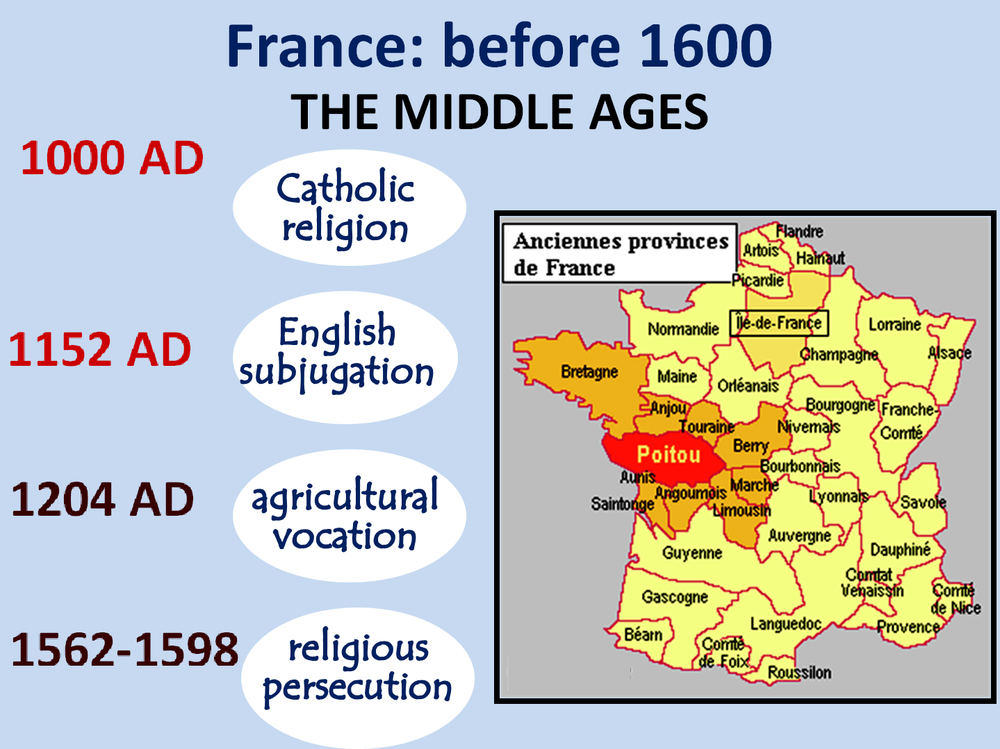 France: before 1600
THE MIDDLE AGES
1000 AD
Catholic
religion
1152 AD
English
subjugation
1204 AD
agricultural
vocation
1562-1598
religious
persecution
Anciennes provinces
de France
Flandre
Artois
Hainaut
Picardie
Normandie
Île-de-France
Lorraine
Champagne
Alsace
Bretagne
Maine
Orléanais
Anjou
Touraine
Bourgogne
Franche-
Comté
Nivernais
Berry
Poitou
Bourbonnais
Aunis
Marche
Angoumois
Saintonge
Limousin
Lyonnais
Savoie
Auvergne
Guyenne
Dauphiné
Comtat
Venaissin
Comté
de Nice
Gascogne
Languedoc
Provence
Béarn
Comté
de Foix
Roussilon